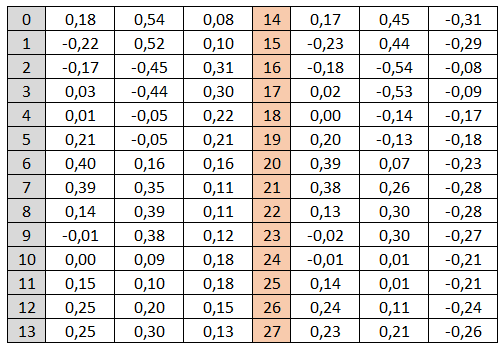 0 0,18 0,54 0,08 14 0,17 0,45 -0,31
1 -0,22 0,52 0,10 15 -0,23 0,44 -0,29
2 -0,17 -0,45 0,31 16 -0,18 -0,54 -0,08
3 0,03 -0,44 0,30 17 0,02 -0,53 -0,09
4 0,01 -0,05 0,22 18 0,00 -0,14 -0,17
5 0,21 -0,05 0,21 19 0,20 -0,13 -0,18
6 0,40 0,16 0,16 20 0,39 0,07 -0,23
7 0,39 0,35 0,11 21 0,38 0,26 -0,28
8 0,14 0,39 0,11 22 0,13 0,30 -0,28
9 -0,01 0,38 0,12 23 -0,02 0,30 -0,27
10 0,00 0,09 0,18 24 -0,01 0,01 -0,21
11 0,15 0,10 0,18 25 0,14 0,01 -0,21
12 0,25 0,20 0,15 26 0,24 0,11 -0,24
13 0,25 0,30 0,13 27 0,23 0,21 -0,26